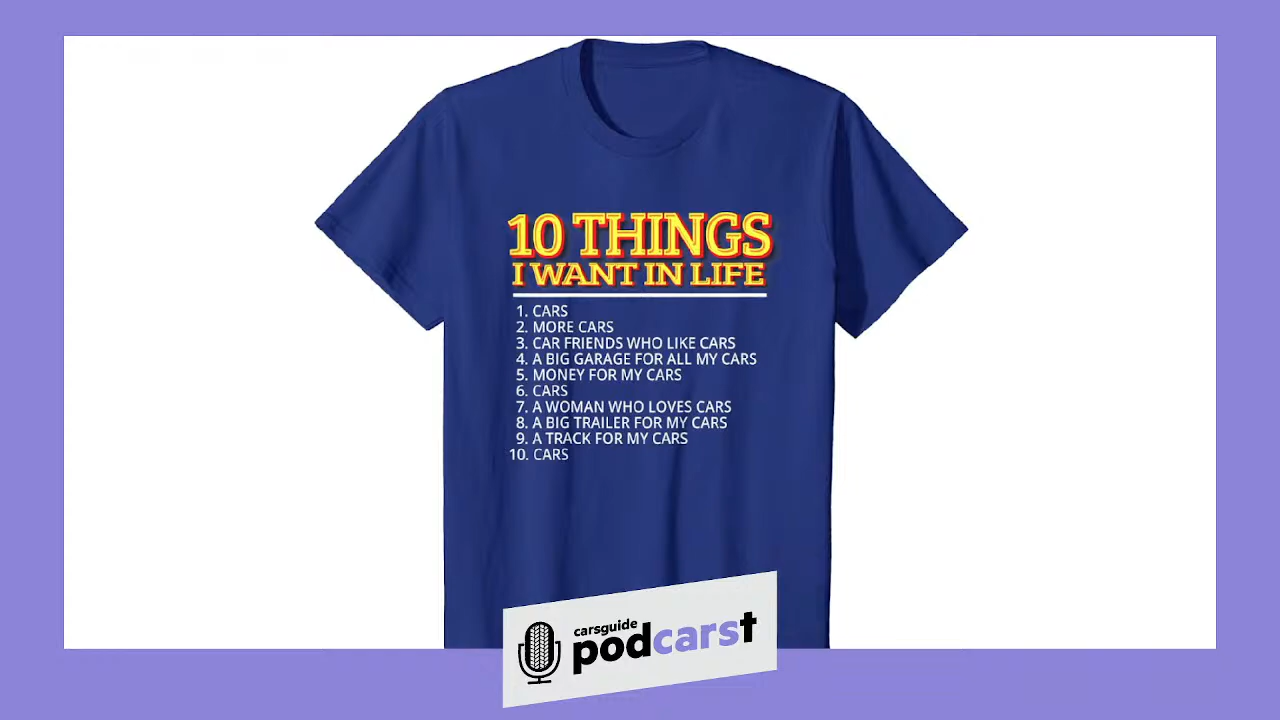 10 THINGS
I WANT IN LIFE
1. CARS
2. MORE CARS
3. CAR FRIENDS WHO LIKE CARS
4. A BIG GARAGE FOR ALL MY CARS
5. MONEY FOR MY CARS
6. CARS
7. A WOMAN WHO LOVES CARS
8. A BIG TRAILER FOR MY CARS
9. A TRACK FOR MY CARS
10. CARS
carsguide
podcarst